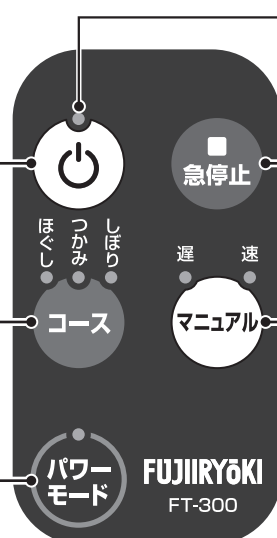 急停止
ほぐし
つかみ
しぼり
遅 速
コース
マニュアル
パワー
モード
FUJIIRYōKI
FT-300